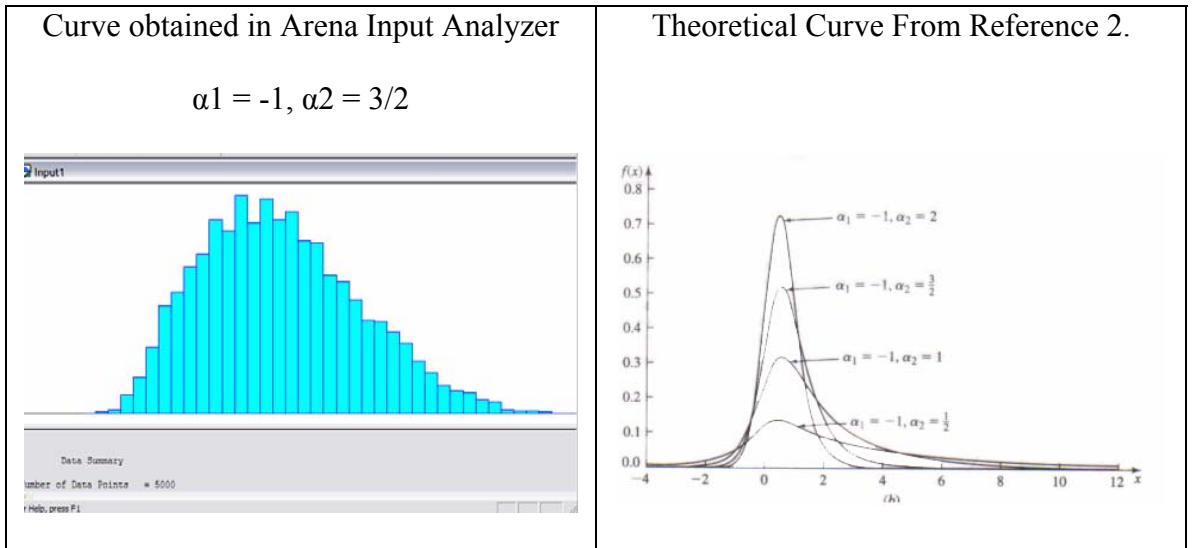 Curve obtained in Arena Input Analyzer
α1 = -1, α2 = 3/2
Input1
Data Summary
umber of Data Points = 5000
Help, press F1
Theoretical Curve From Reference 2.
f(x)
0.8
0.7
0.6
0.5
0.4
0.3
0.2
0.1
0.0
α₁ = −1, α₂ = 2
α₁ = −1, α₂ = 3/2
α₁ = −1, α₂ = 1
α₁ = −1, α₂ = 1/2
−4 −2 0 2 4 6 8 10 12 x
(b)